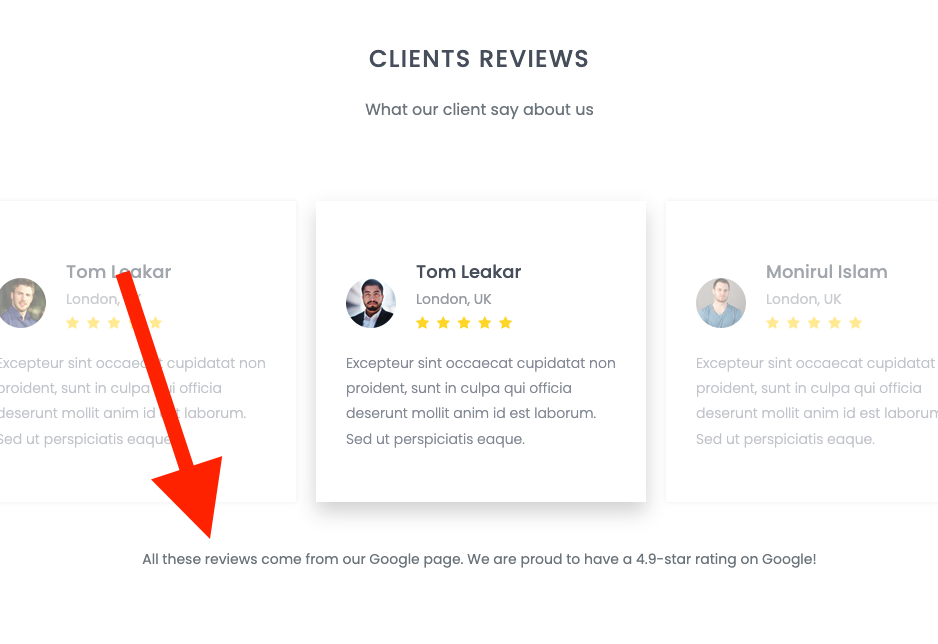 CLIENTS REVIEWS
What our client say about us
Tom Leakar
London,
Excepteur sint occaecat cupidatat non
proident, sunt in culpa qui officia
deserunt mollit anim id est laborum.
Sed ut perspiciatis eaque
Tom Leakar
London, UK
Excepteur sint occaecat cupidatat non
proident, sunt in culpa qui officia
deserunt mollit anim id est laborum.
Sed ut perspiciatis eaque.
Monirul Islam
London, UK
Excepteur sint occaecat cupidatat
proident, sunt in culpa qui officia
deserunt mollit anim id est laborum
Sed ut perspiciatis eaque.
All these reviews come from our Google page. We are proud to have a 4.9-star rating on Google!